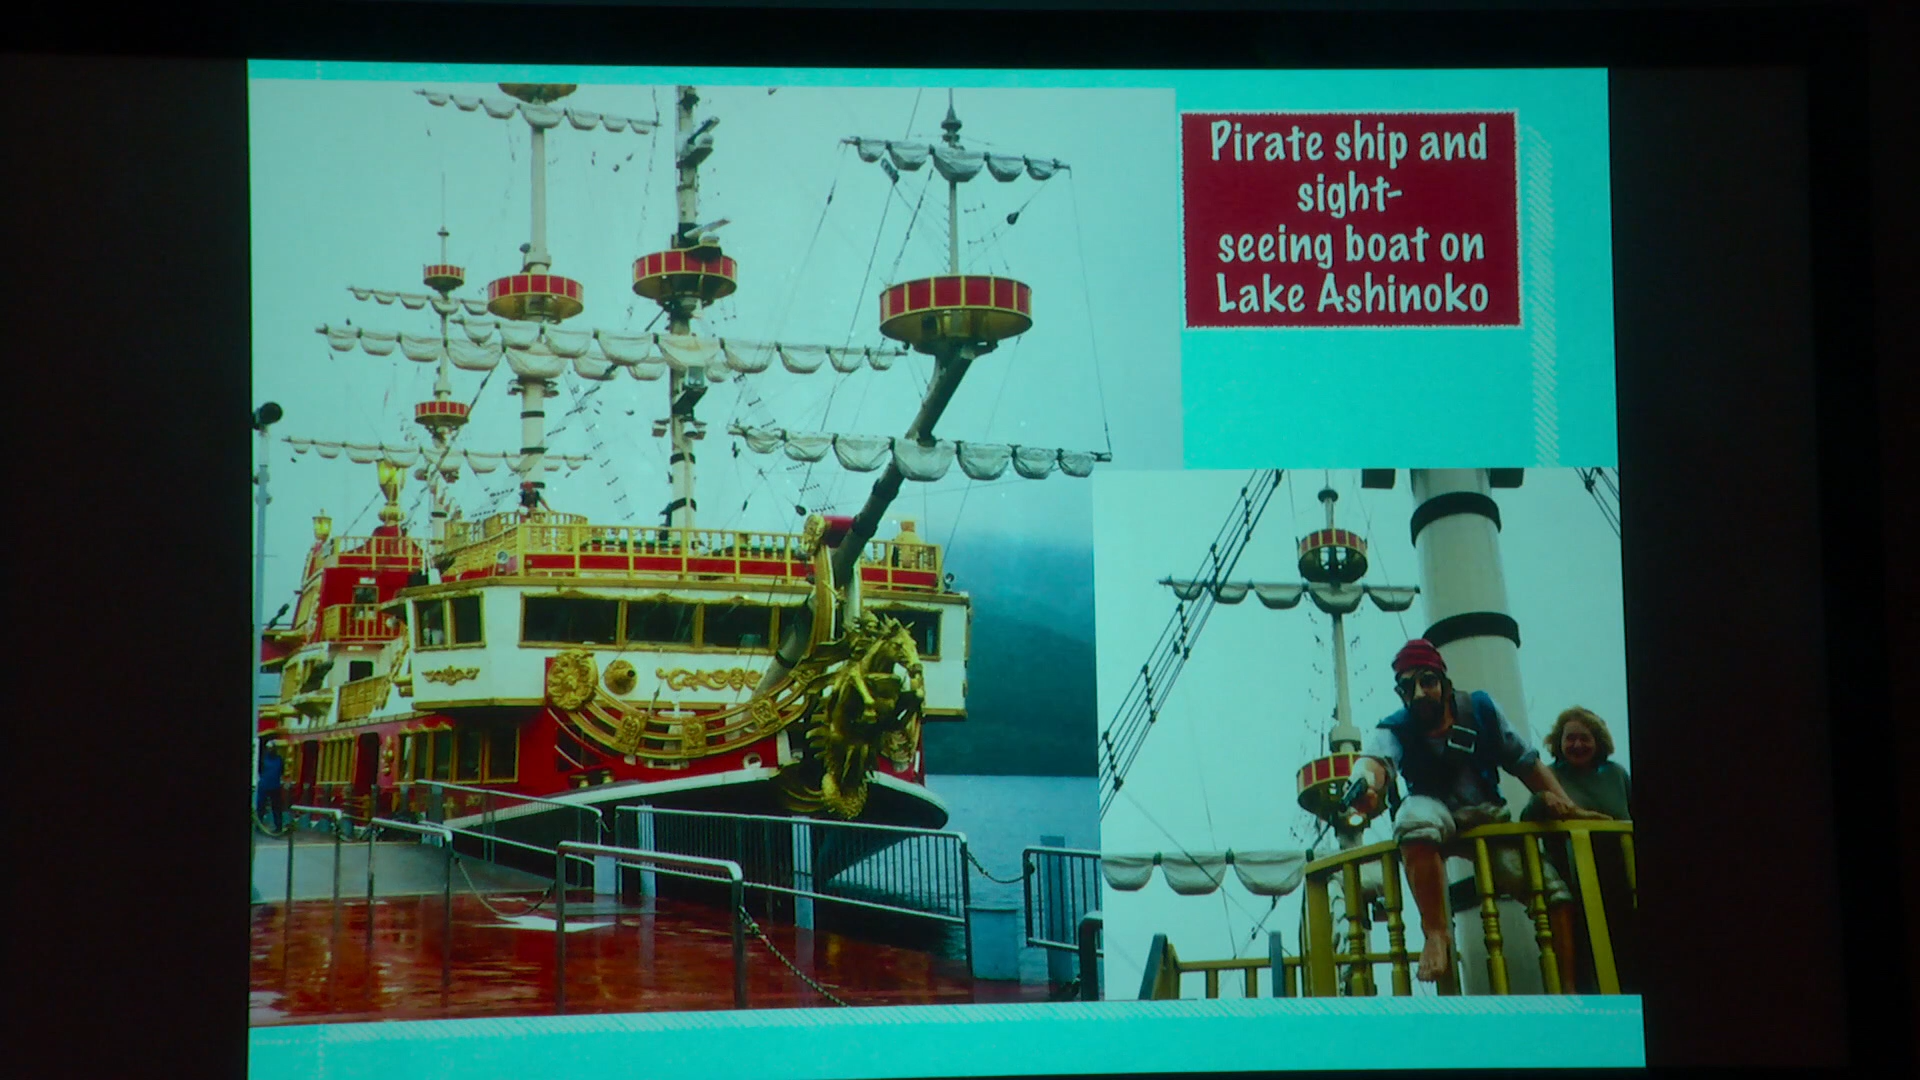 Pirate ship and
sight-
seeing boat on
Lake Ashinoko